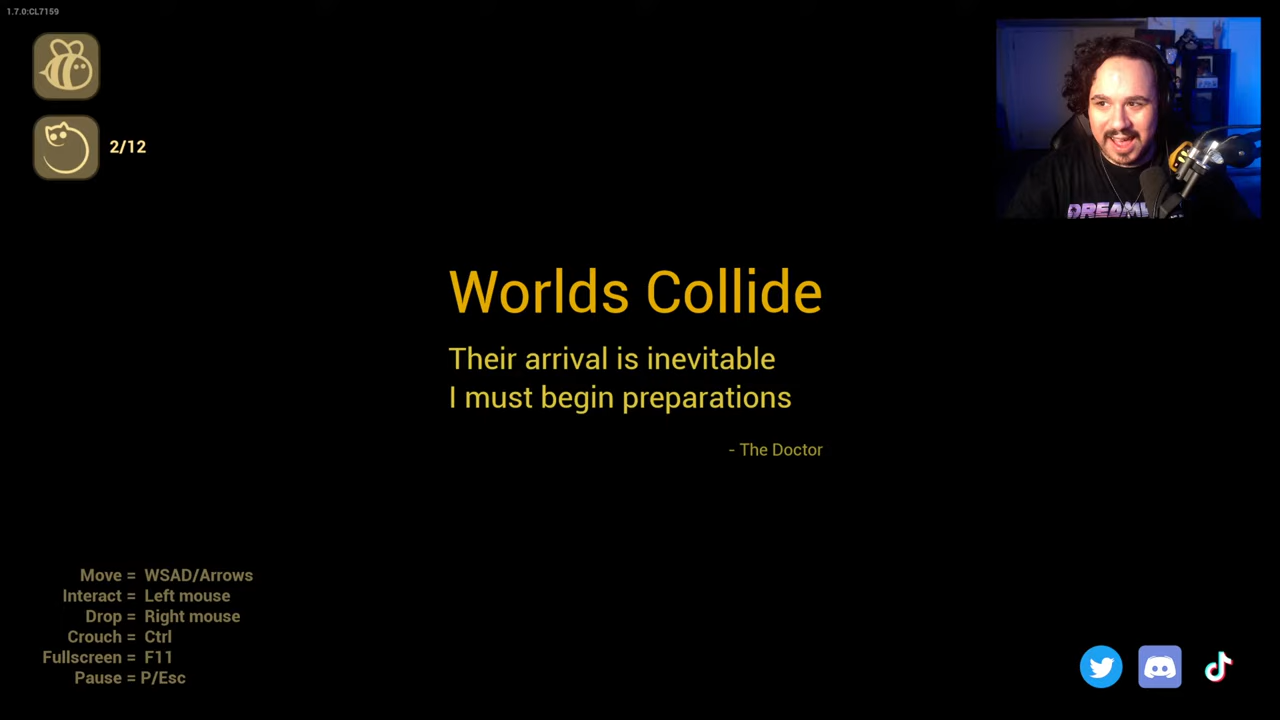 1.7.0:CL7159
2/12
Worlds Collide
Their arrival is inevitable
I must begin preparations
- The Doctor
Move = WSAD/Arrows
Interact = Left mouse
Drop = Right mouse
Crouch = Ctrl
Fullscreen = F11
Pause = P/Esc